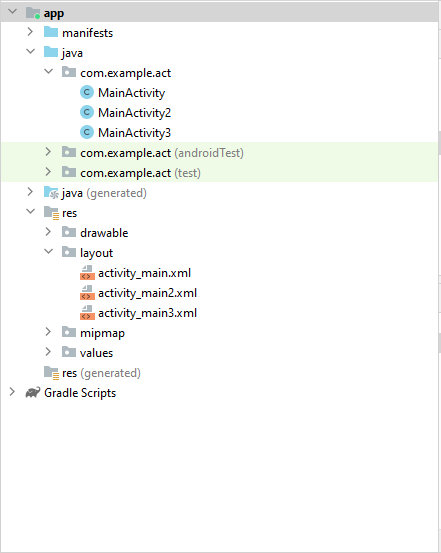 app
manifests
java
com.example.act
MainActivity
MainActivity2
MainActivity3
com.example.act (androidTest)
com.example.act (test)
java (generated)
res
drawable
layout
activity_main.xml
activity_main2.xml
activity_main3.xml
mipmap
values
res (generated)
Gradle Scripts